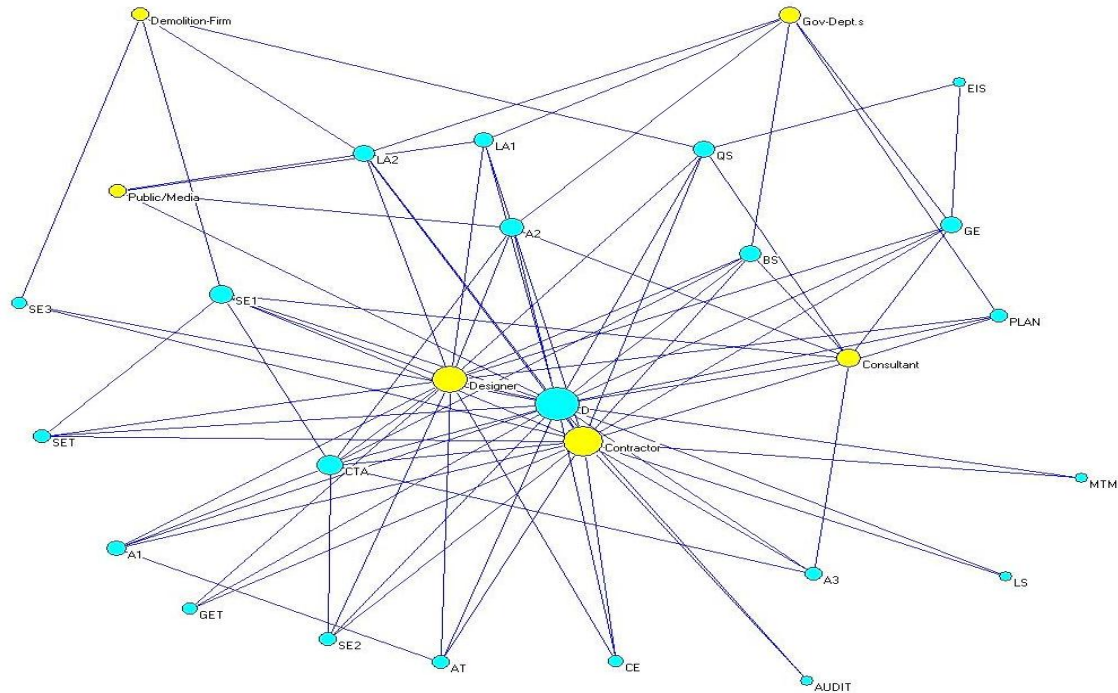 Demolition-Firm
Gov-Dept.s
EIS
LA1
QS
LA2
Public/Media
A2
GE
BS
SE1
SE3
PLAN
Consultant
Designer
D
SET
Contractor
CTA
MTM
A1
A3
LS
GET
SE2
AT
CE
AUDIT